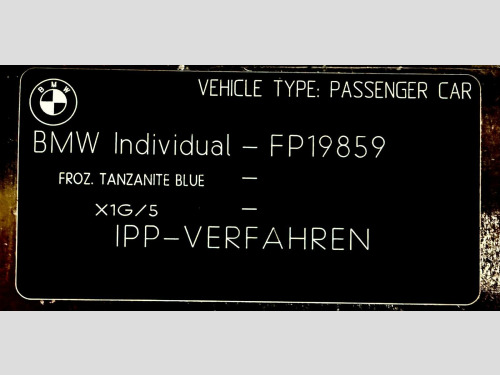 BMW
VEHICLE TYPE: PASSENGER CAR
BMW Individual - FP19859
FROZ. TANZANITE BLUE -
X1G/5 -
IPP-VERFAHREN